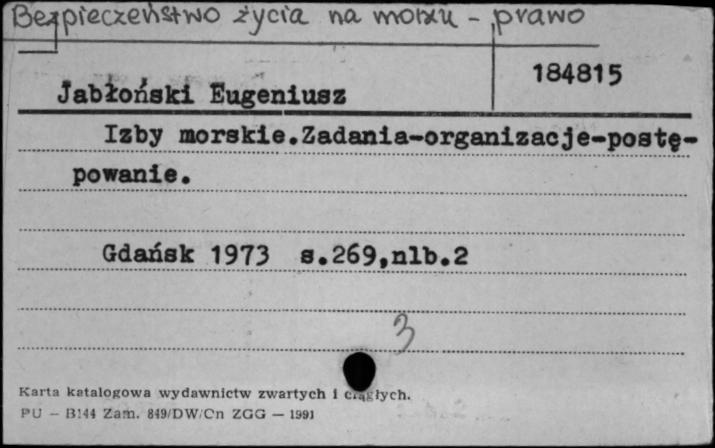 Bezpieczeństwo życia na morzu - prawo
184815
Jabłoński Eugeniusz
Izby morskie.Zadania-organizacje-postę-
powanie.
Gdańsk 1973 s.269,nlb.2
3
Karta katalogowa wydawnictw zwartych i ciągłych.
PU - B144 Zam. 849/DW/Cn ZGG - 1991